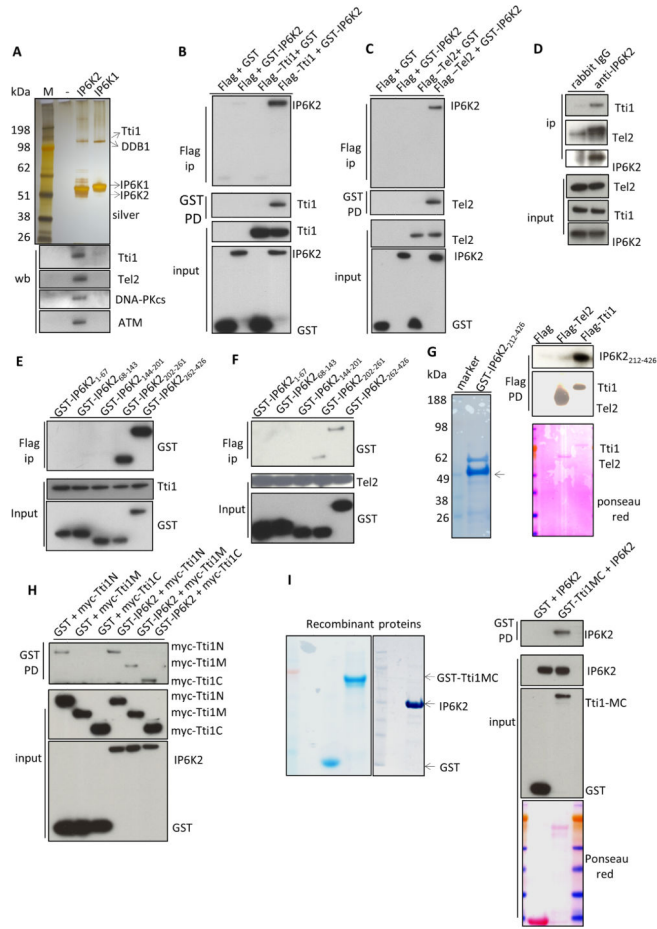 A
kDa
M
-
IP6K2
IP6K1
198
98
62
51
38
26
Tti1
DDB1
IP6K1
IP6K2
silver
wb
Tti1
Tel2
DNA-PKcs
ATM
B
Flag + GST
Flag + GST-IP6K2
Flag –Tti1+ GST
Flag –Tti1 + GST-IP6K2
Flag
ip
IP6K2
GST
PD
Tti1
Tti1
input
IP6K2
GST
C
Flag + GST
Flag + GST-IP6K2
Flag –Tel2+ GST
Flag –Tel2 + GST-IP6K2
Flag
ip
IP6K2
GST
PD
Tel2
Tel2
input
IP6K2
GST
D
rabbit IgG
anti-IP6K2
ip
Tti1
Tel2
IP6K2
input
Tel2
Tti1
IP6K2
E
GST-IP6K21-67
GST-IP6K268-143
GST-IP6K2144-201
GST-IP6K2202-261
GST-IP6K2262-426
Flag
ip
GST
Tti1
Input
GST
F
GST-IP6K21-67
GST-IP6K268-143
GST-IP6K2144-201
GST-IP6K2202-261
GST-IP6K2262-426
Flag
ip
GST
Tel2
Input
GST
G
kDa
marker
GST-IP6K2212-426
188
98
62
49
38
26
Flag
Flag-Tel2
Flag-Tti1
Flag
PD
IP6K2212-426
Tti1
Tel2
Tti1
Tel2
ponseau
red
H
GST + myc-Tti1N
GST + myc-Tti1M
GST + myc-Tti1C
GST-IP6K2 + myc-Tti1N
GST-IP6K2 + myc-Tti1M
GST-IP6K2 + myc-Tti1C
GST
PD
myc-Tti1N
myc-Tti1M
myc-Tti1C
input
myc-Tti1N
myc-Tti1M
myc-Tti1C
IP6K2
GST
I
Recombinant proteins
GST-Tti1MC
IP6K2
GST
GST + IP6K2
GST-Tti1MC + IP6K2
GST
PD
IP6K2
IP6K2
input
Tti1-MC
GST
Ponseau
red